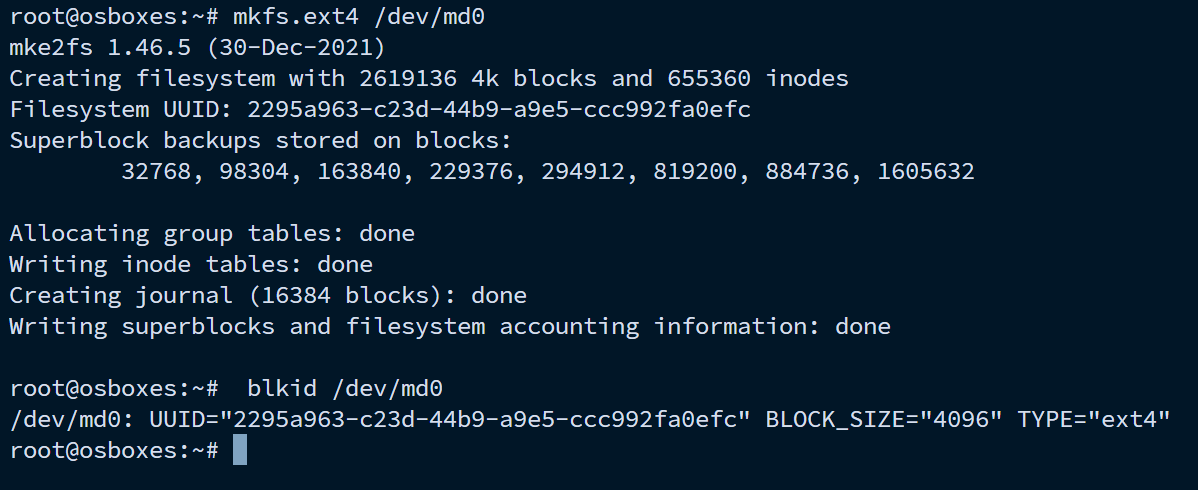 root@osboxes:~# mkfs.ext4 /dev/md0
mke2fs 1.46.5 (30-Dec-2021)
Creating filesystem with 2619136 4k blocks and 655360 inodes
Filesystem UUID: 2295a963-c23d-44b9-a9e5-ccc992fa0efc
Superblock backups stored on blocks:
        32768, 98304, 163840, 229376, 294912, 819200, 884736, 1605632

Allocating group tables: done
Writing inode tables: done
Creating journal (16384 blocks): done
Writing superblocks and filesystem accounting information: done

root@osboxes:~#  blkid /dev/md0
/dev/md0: UUID="2295a963-c23d-44b9-a9e5-ccc992fa0efc" BLOCK_SIZE="4096" TYPE="ext4"
root@osboxes:~#